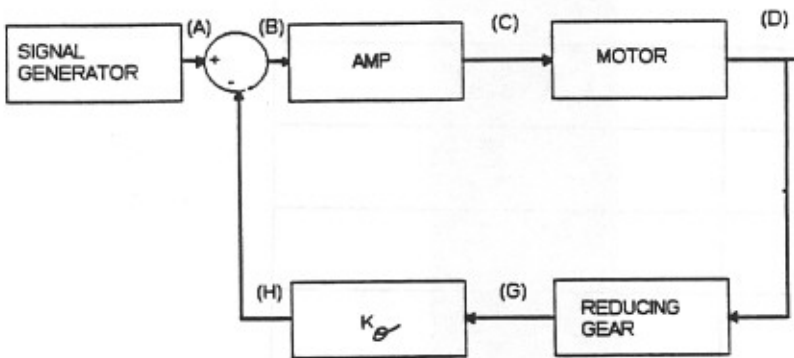 (A)
(B)
(C)
(D)
SIGNAL
GENERATOR
+
-
AMP
MOTOR
(H)
(G)
Kθ
REDUCING
GEAR